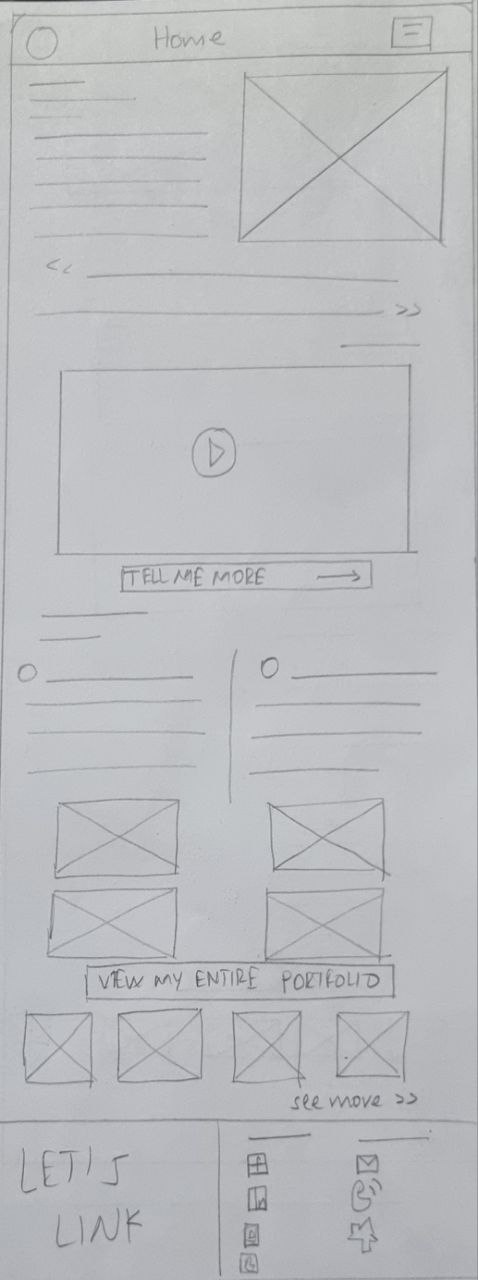 Home
<<
>>
TELL ME MORE →
VIEW MY ENTIRE PORTFOLIO
see more >>
LET'S
LINK